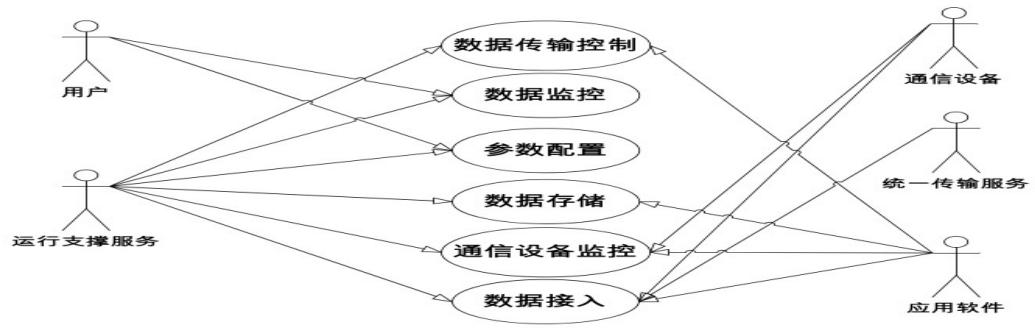 数据传输控制
数据监控
用户
通信设备
参数配置
统一传输服务
数据存储
运行支撑服务
通信设备监控
数据接入
应用软件